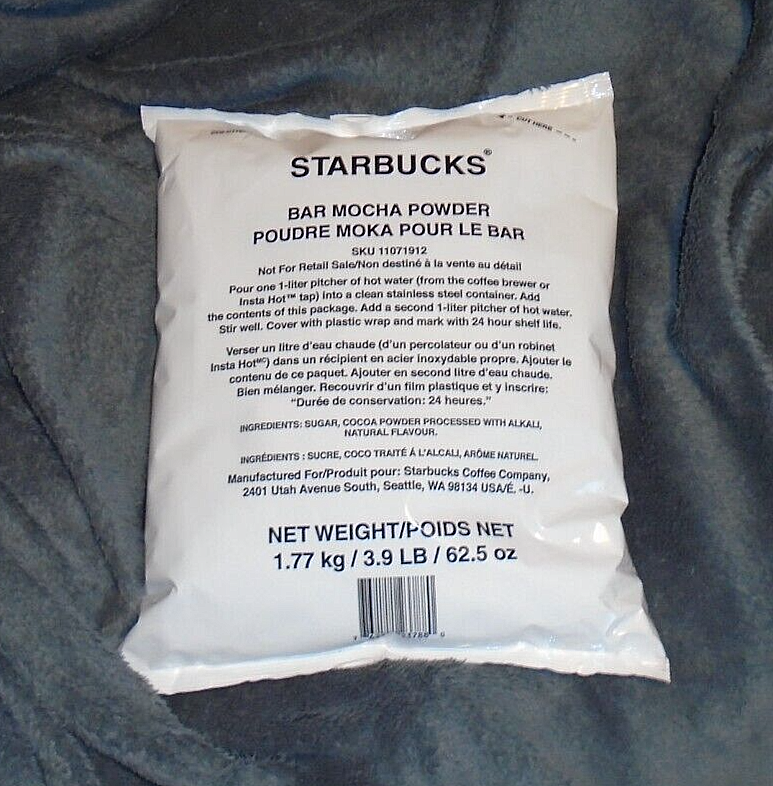 CUT HERE
STARBUCKS®
BAR MOCHA POWDER
POUDRE MOKA POUR LE BAR
SKU 11071912
Not For Retail Sale/Non destiné à la vente au détail
Pour one 1-liter pitcher of hot water (from the coffee brewer or
Insta Hot™ tap) into a clean stainless steel container. Add
the contents of this package. Add a second 1-liter pitcher of hot water.
Stir well. Cover with plastic wrap and mark with 24 hour shelf life.
Verser un litre d'eau chaude (d'un percolateur ou d'un robinet
Insta Hotᴹᶜ) dans un récipient en acier inoxydable propre. Ajouter le
contenu de ce paquet. Ajouter en second litre d'eau chaude.
Bien mélanger. Recouvrir d'un film plastique et y inscrire:
"Durée de conservation: 24 heures."
INGREDIENTS: SUGAR, COCOA POWDER PROCESSED WITH ALKALI,
NATURAL FLAVOUR.
INGRÉDIENTS : SUCRE, COCO TRAITÉ Á L'ALCALI, ARÔME NATUREL.
Manufactured For/Produit pour: Starbucks Coffee Company,
2401 Utah Avenue South, Seattle, WA 98134 USA/É. -U.
NET WEIGHT/POIDS NET
1.77 kg / 3.9 LB / 62.5 oz